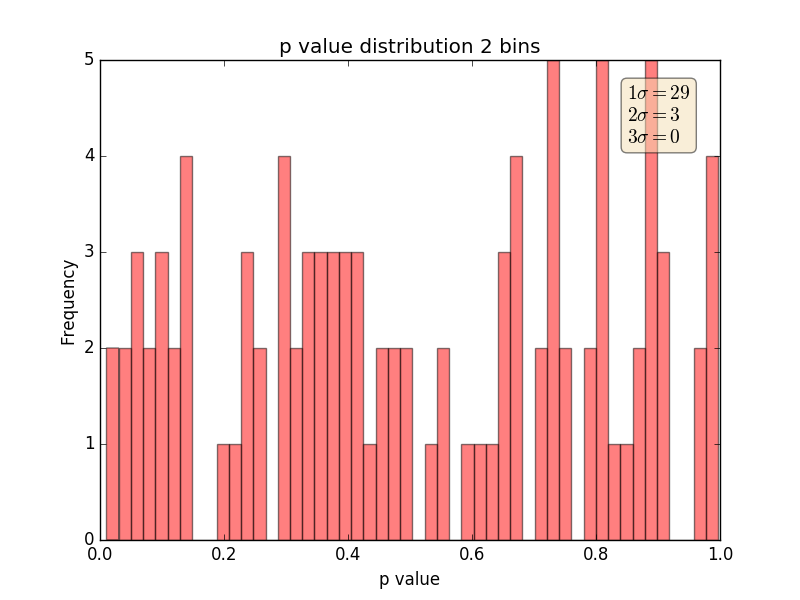 p value distribution 2 bins
1σ = 29
2σ = 3
3σ = 0
Frequency
5
4
3
2
1
0
0.0 0.2 0.4 0.6 0.8 1.0
p value